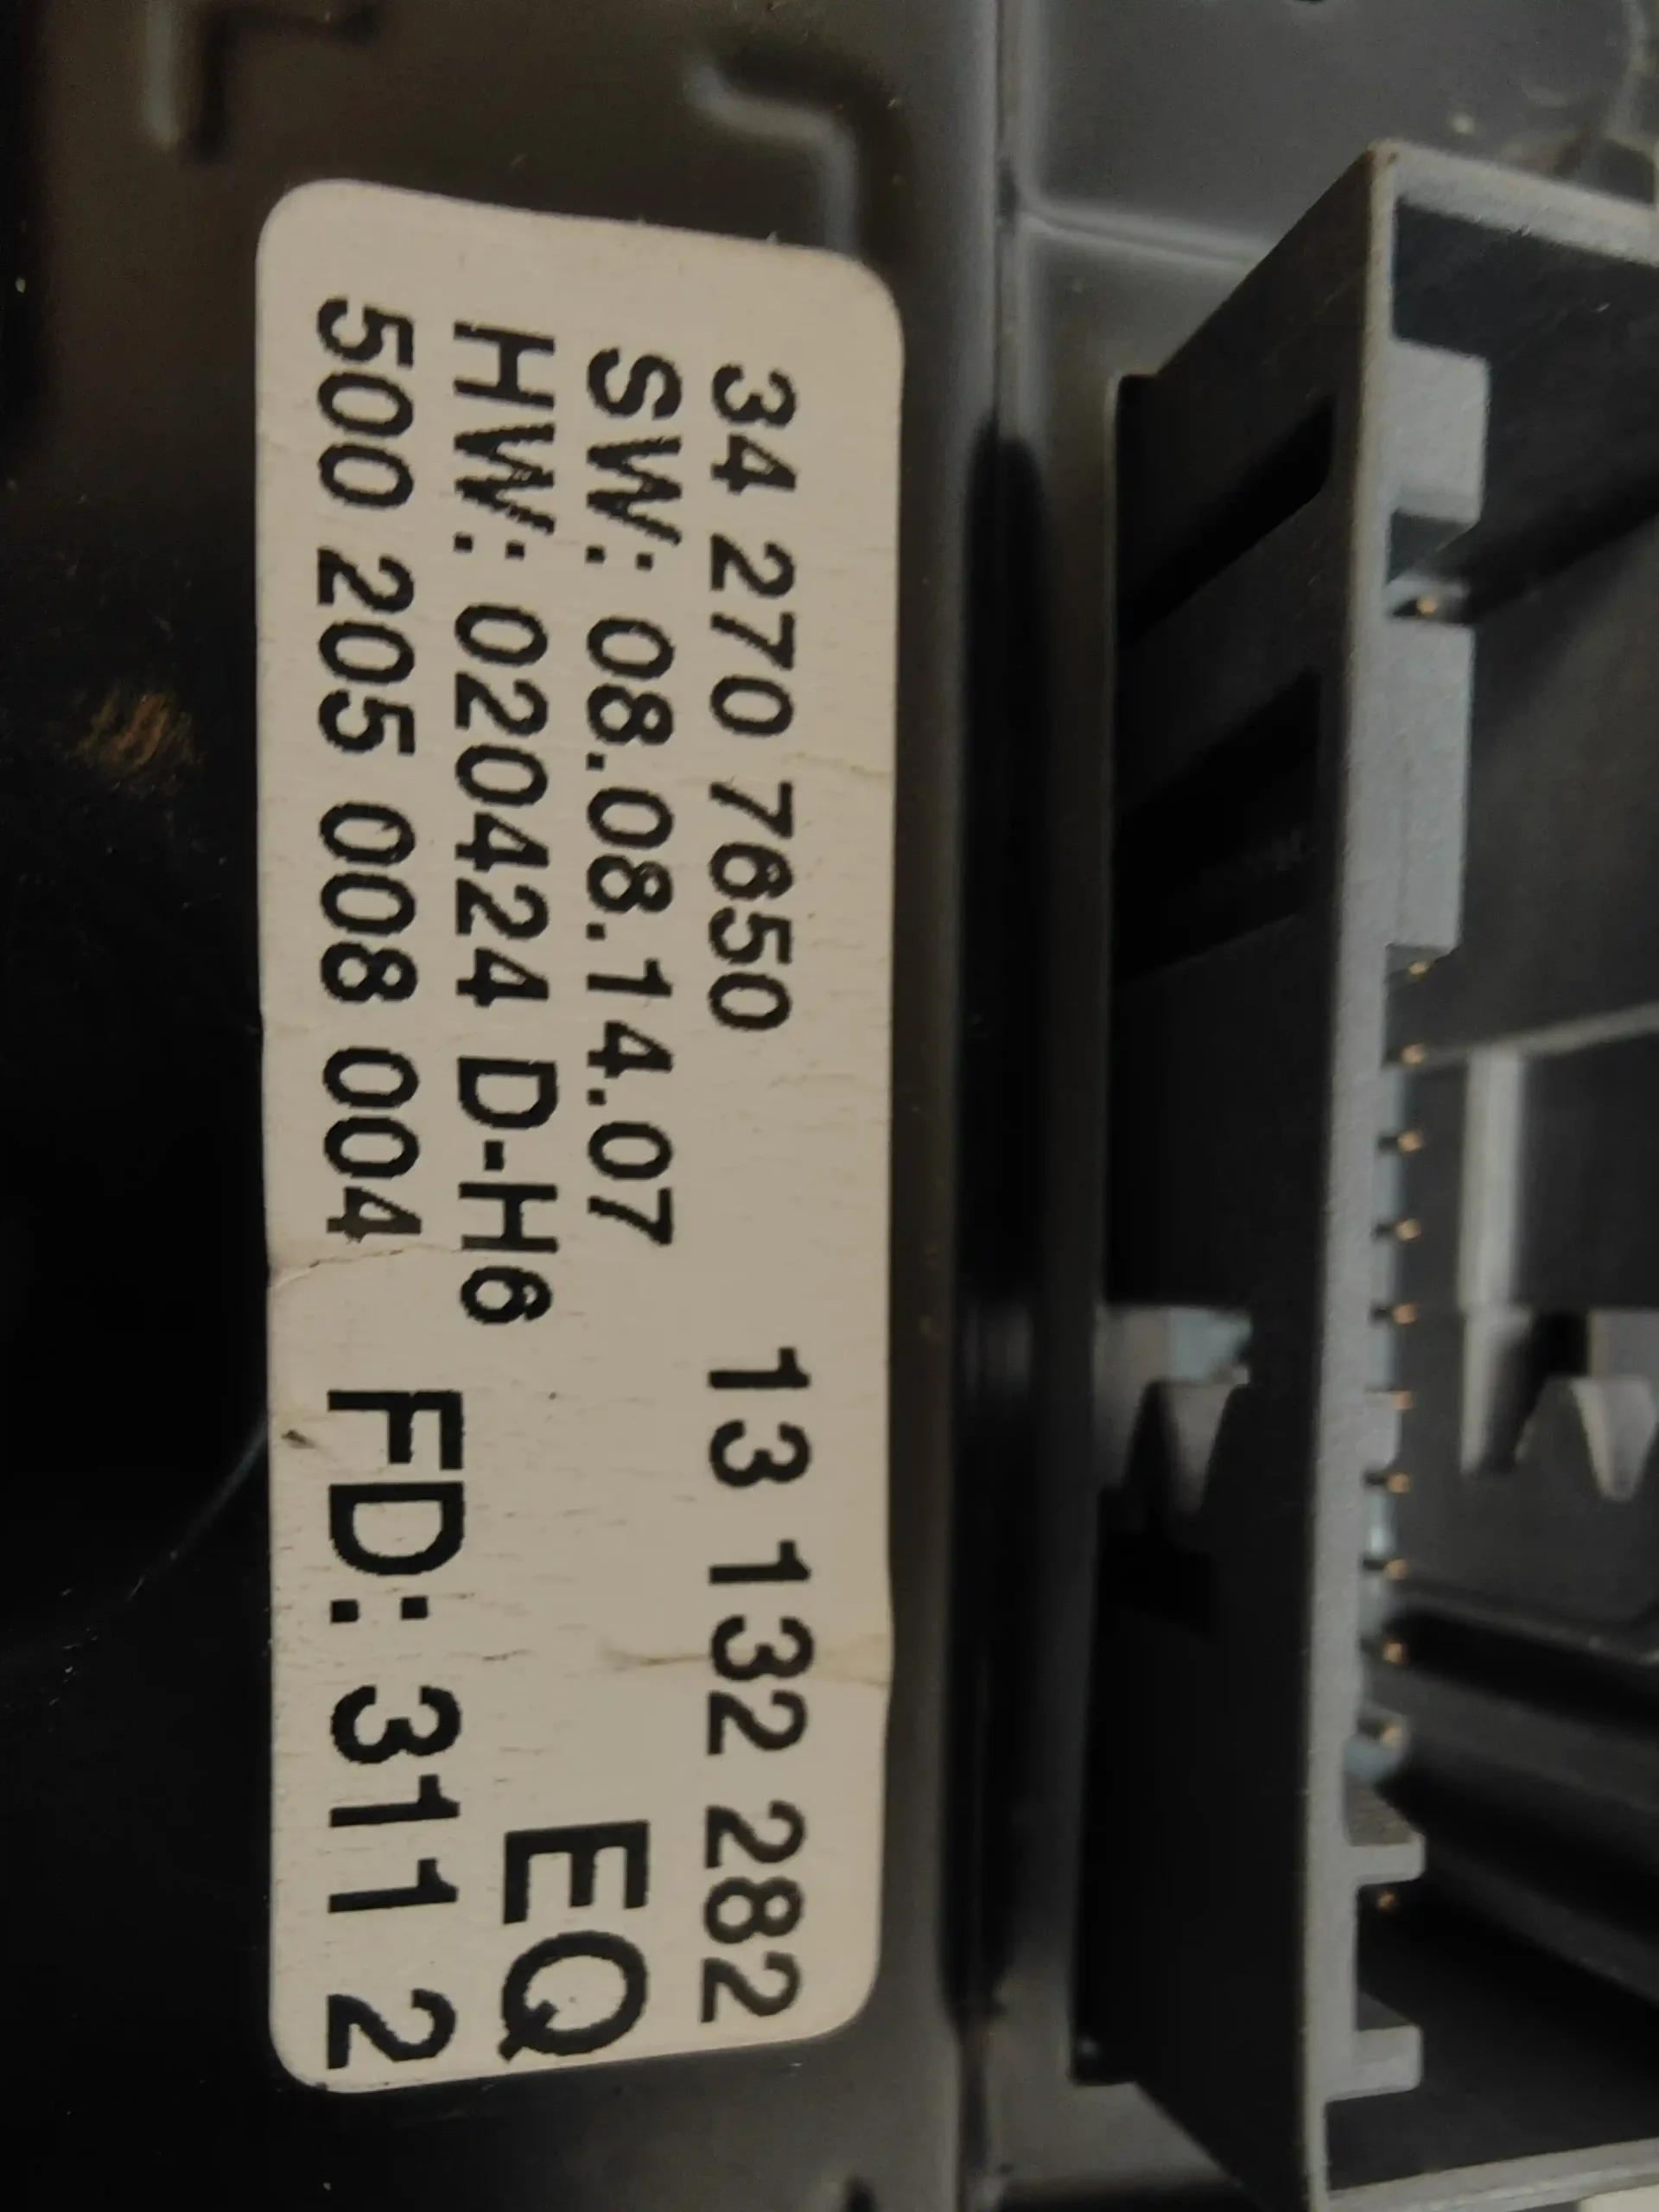 34 270 7650 13 132 282
SW: 08.08.14.07
EQ
HW: 020424 D-H6
500 205 008 004 FD: 311 2